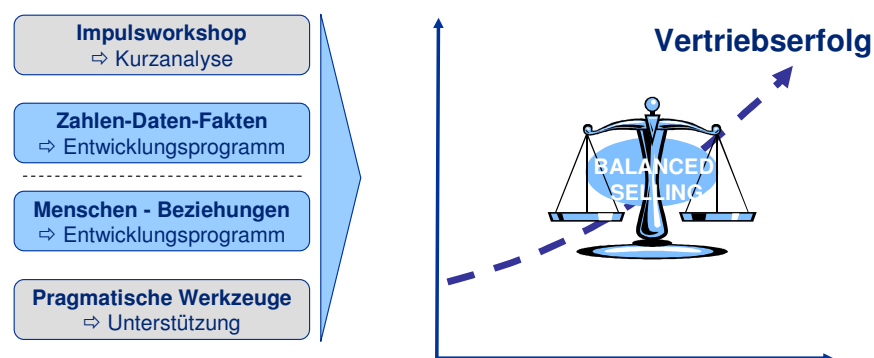 Impulsworkshop
⇨ Kurzanalyse
Zahlen-Daten-Fakten
⇨ Entwicklungsprogramm
Menschen - Beziehungen
⇨ Entwicklungsprogramm
Pragmatische Werkzeuge
⇨ Unterstützung
Vertriebserfolg
BALANCED
SELLING